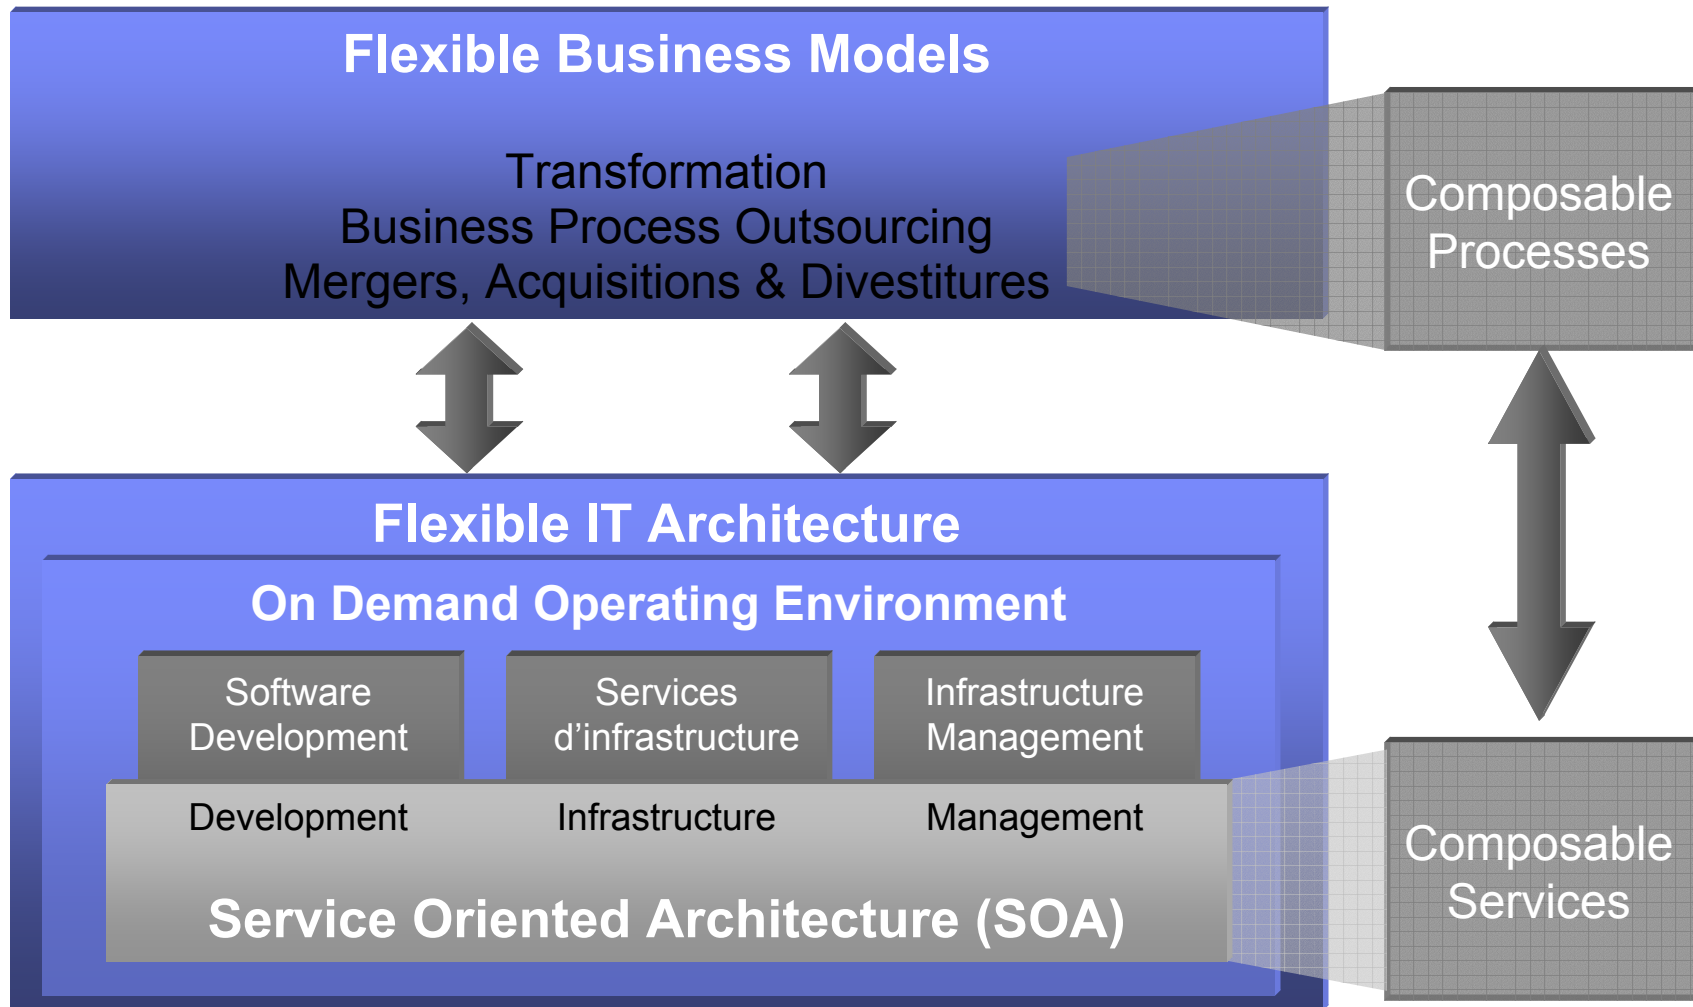 Flexible Business Models
Transformation
Business Process Outsourcing
Mergers, Acquisitions & Divestitures
Composable
Processes
Flexible IT Architecture
On Demand Operating Environment
Software
Development
Services
d’infrastructure
Infrastructure
Management
Development
Infrastructure
Management
Service Oriented Architecture (SOA)
Composable
Services